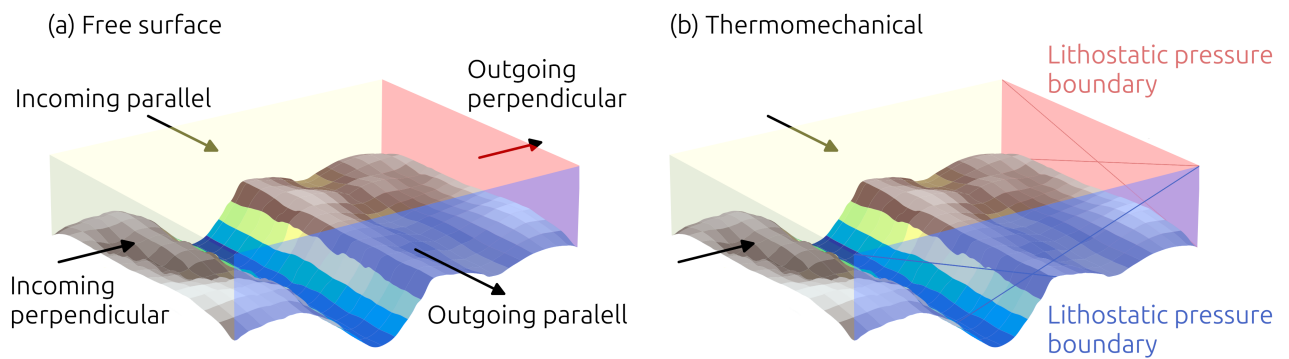 (a) Free surface
(b) Thermomechanical
Outgoing
perpendicular
Lithostatic pressure
boundary
Incoming parallel
Incoming
perpendicular
Outgoing paralell
Lithostatic pressure
boundary